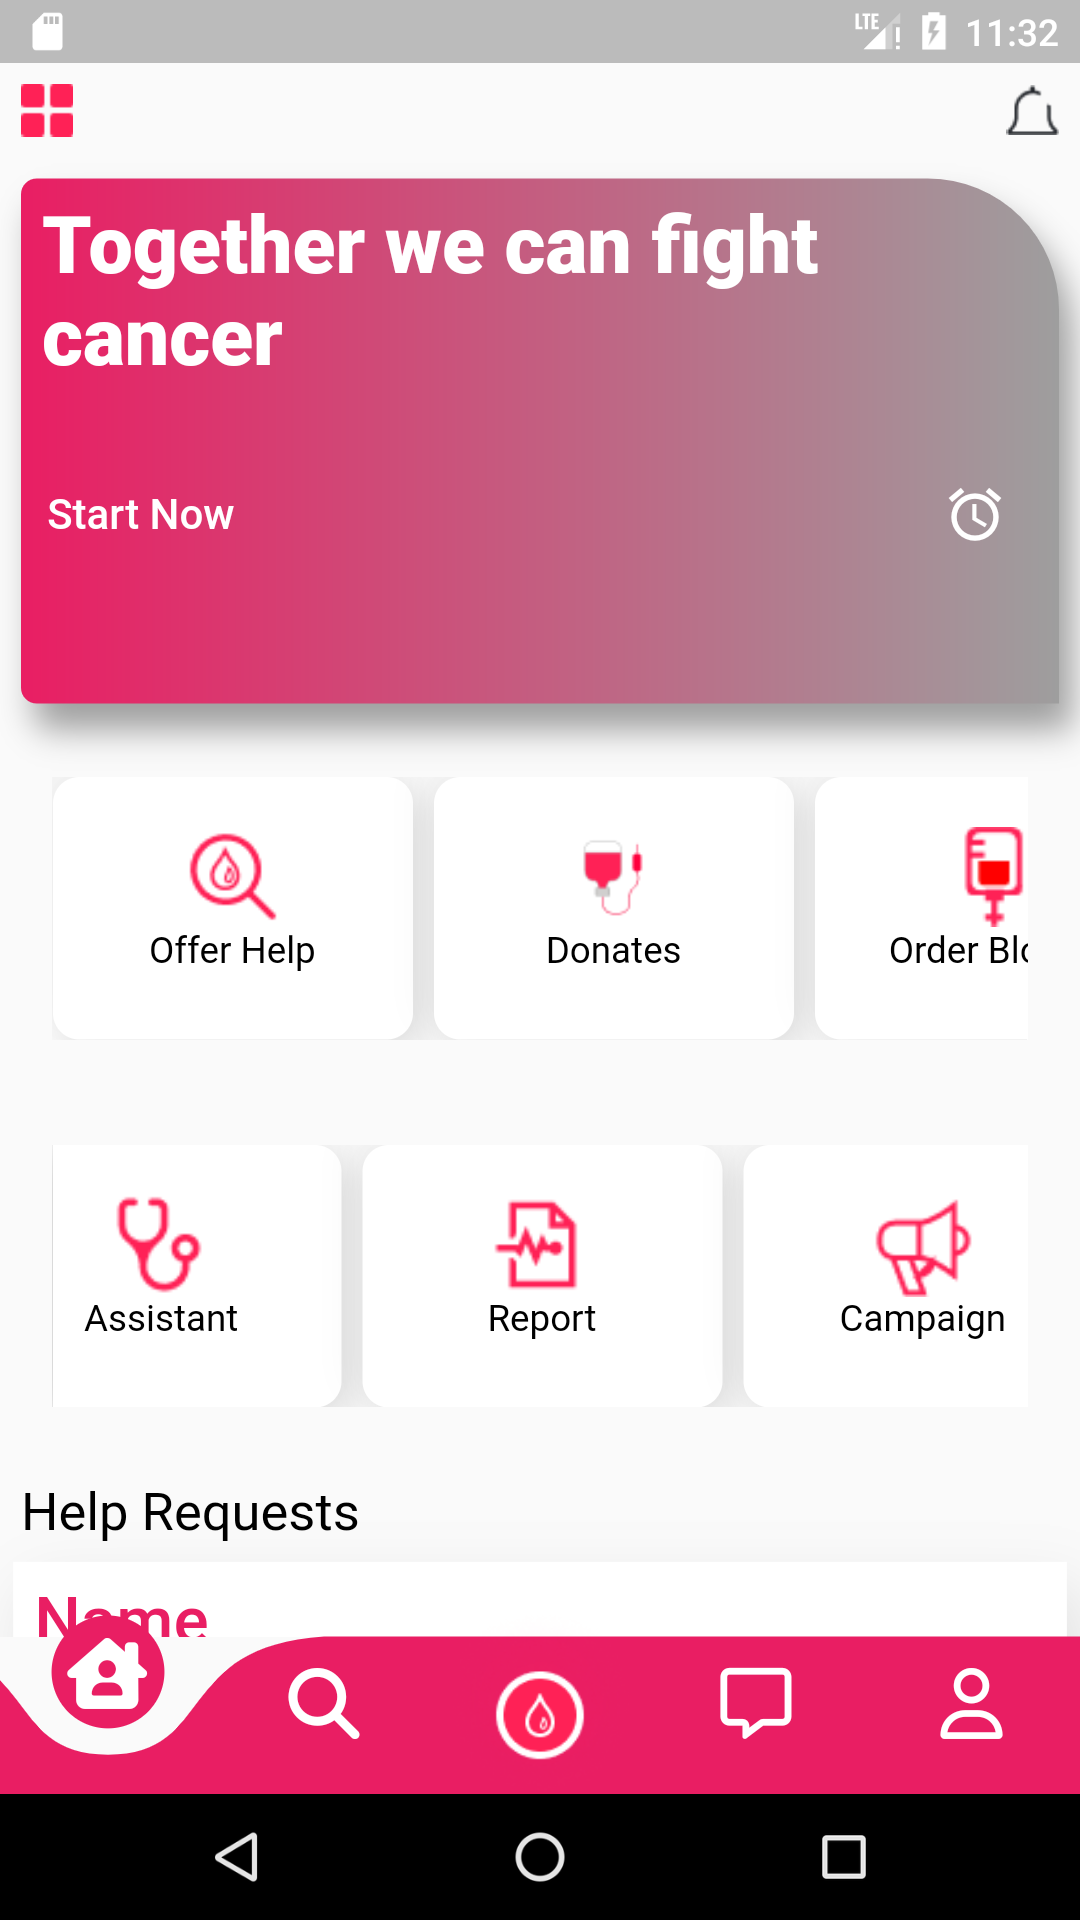 LTE 11:32
Together we can fight
cancer
Start Now
Offer Help
Donates
Order Blo
Assistant
Report
Campaign
Help Requests
Name